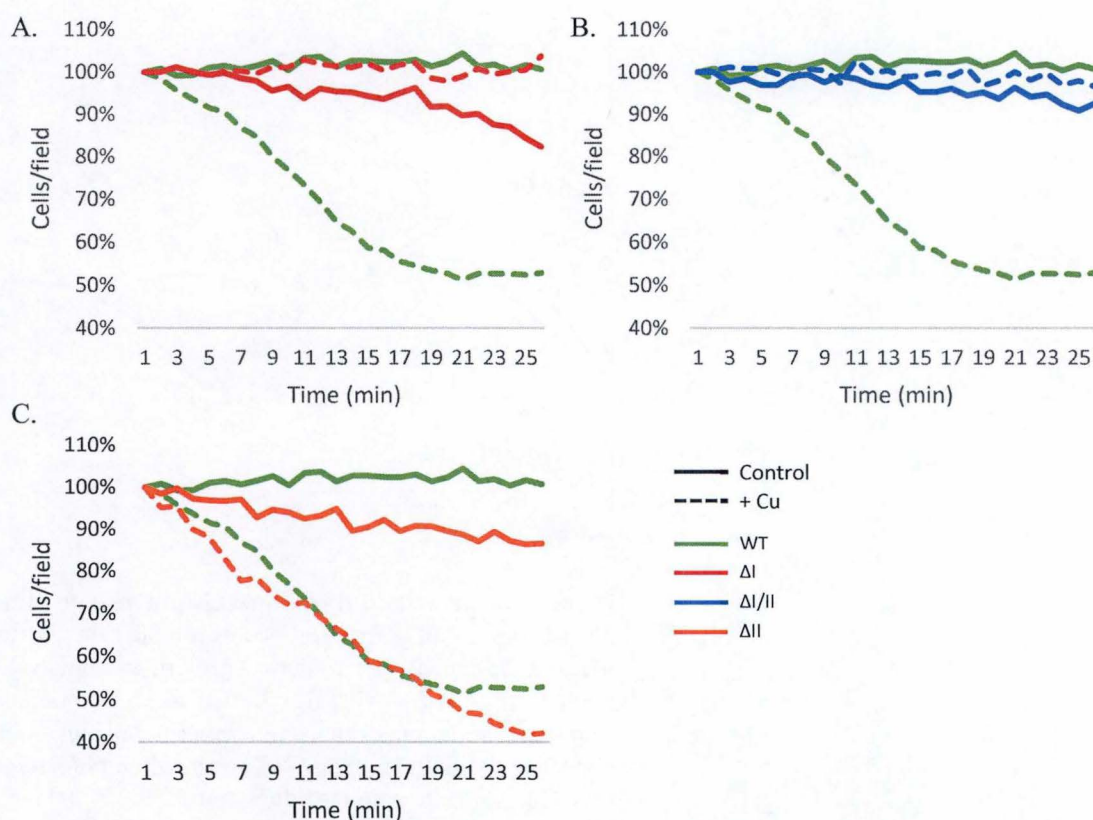 A.
110%
100%
90%
80%
70%
60%
50%
40%
Cells/field
1 3 5 7 9 11 13 15 17 19 21 23 25
Time (min)
B.
110%
100%
90%
80%
70%
60%
50%
40%
Cells/field
1 3 5 7 9 11 13 15 17 19 21 23 25
Time (min)
C.
110%
100%
90%
80%
70%
60%
50%
40%
Cells/field
1 3 5 7 9 11 13 15 17 19 21 23 25
Time (min)
Control
+ Cu
WT
ΔI
ΔI/II
ΔII